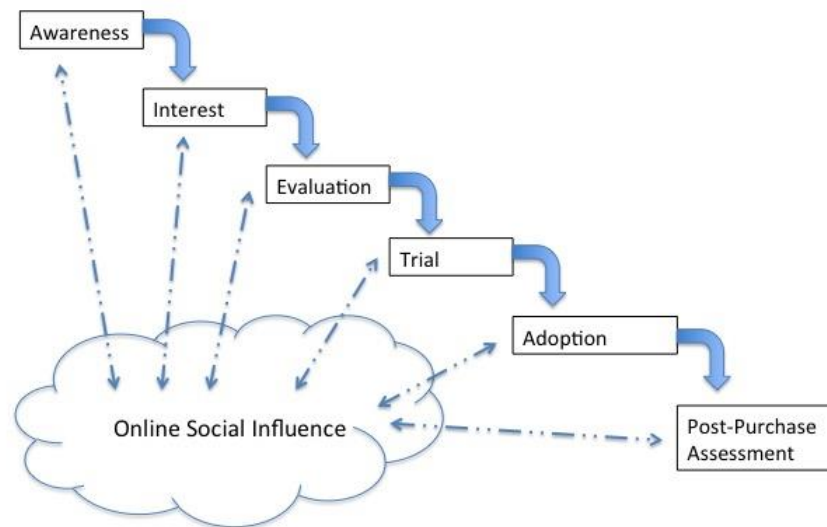 Awareness
Interest
Evaluation
Trial
Adoption
Online Social Influence
Post-Purchase
Assessment